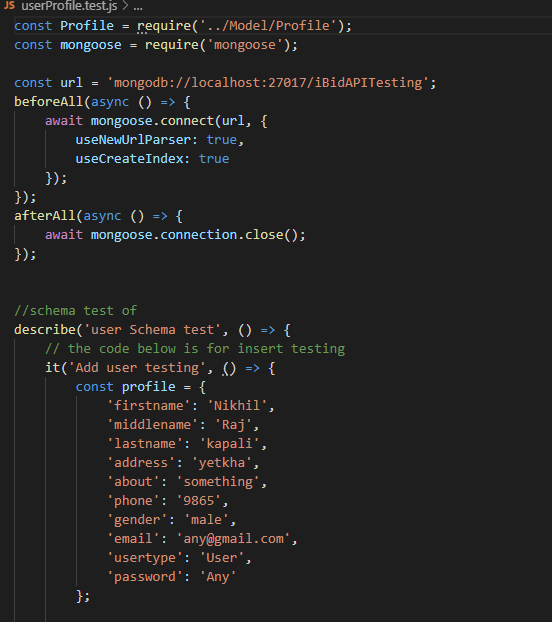 JS userProfile.test.js > ...
const Profile = require('../Model/Profile');
const mongoose = require('mongoose');
const url = 'mongodb://localhost:27017/iBidAPITesting';
beforeAll(async () => {
    await mongoose.connect(url, {
        useNewUrlParser: true,
        useCreateIndex: true
    });
});
afterAll(async () => {
    await mongoose.connection.close();
});
//schema test of
describe('user Schema test', () => {
    // the code below is for insert testing
    it('Add user testing', () => {
        const profile = {
            'firstname': 'Nikhil',
            'middlename': 'Raj',
            'lastname': 'kapali',
            'address': 'yetkha',
            'about': 'something',
            'phone': '9865',
            'gender': 'male',
            'email': 'any@gmail.com',
            'usertype': 'User',
            'password': 'Any'
        };